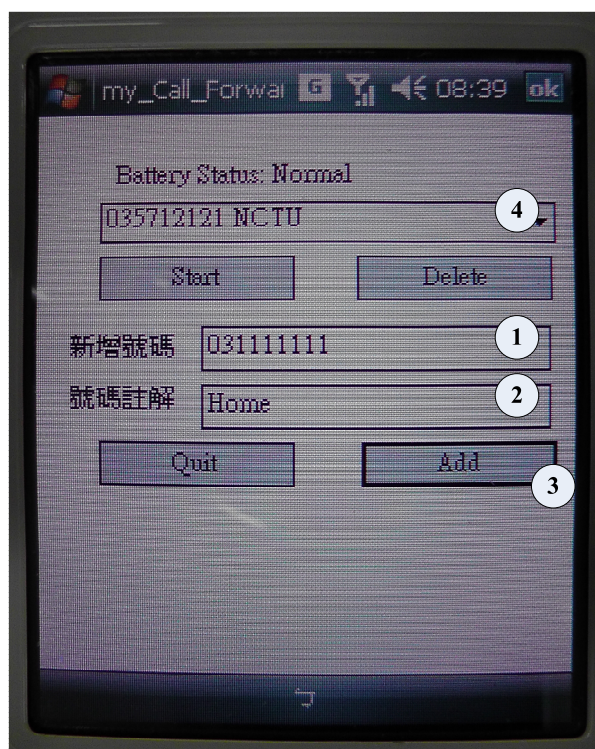 my_Call_Forwar G 08:39 ok
Battery Status: Normal
035712121 NCTU 4
Start Delete
新增號碼 031111111 1
號碼註解 Home 2
Quit Add
3